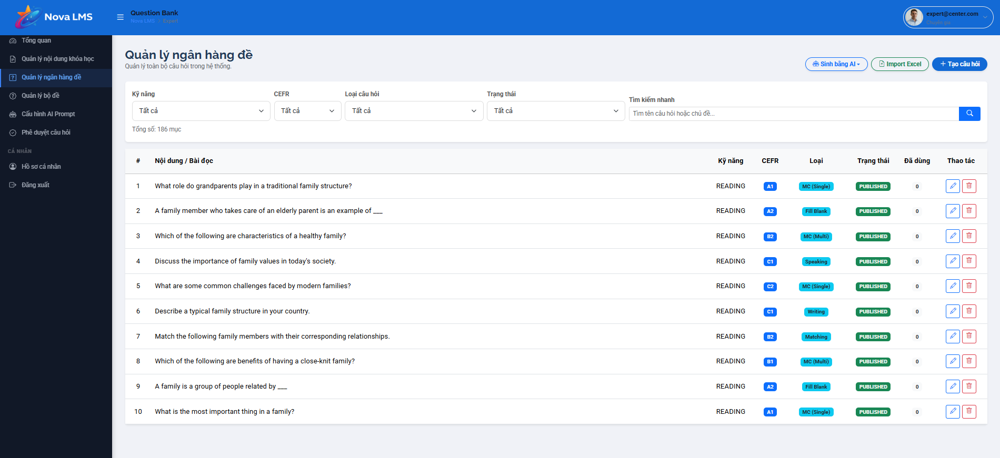 Nova LMS
Question Bank
Nova LMS > Expert
expert@center.com
Chuyên gia
Tổng quan
Quản lý nội dung khóa học
Quản lý ngân hàng đề
Quản lý bộ đề
Cấu hình AI Prompt
Phê duyệt câu hỏi
CÁ NHÂN
Hồ sơ cá nhân
Đăng xuất
Quản lý ngân hàng đề
Quản lý toàn bộ câu hỏi trong hệ thống.
Sinh bằng AI
Import Excel
Tạo câu hỏi
Kỹ năng
Tất cả
CEFR
Tất cả
Loại câu hỏi
Tất cả
Trạng thái
Tất cả
Tìm kiếm nhanh
Tìm tên câu hỏi hoặc chủ đề...
Tổng số: 186 mục
# Nội dung / Bài đọc Kỹ năng CEFR Loại Trạng thái Đã dùng Thao tác
1 What role do grandparents play in a traditional family structure? READING A1 MC (Single) PUBLISHED 0
2 A family member who takes care of an elderly parent is an example of ___ READING A2 Fill Blank PUBLISHED 0
3 Which of the following are characteristics of a healthy family? READING B2 MC (Multi) PUBLISHED 0
4 Discuss the importance of family values in today's society. READING C1 Speaking PUBLISHED 0
5 What are some common challenges faced by modern families? READING C2 MC (Single) PUBLISHED 0
6 Describe a typical family structure in your country. READING C1 Writing PUBLISHED 0
7 Match the following family members with their corresponding relationships. READING B2 Matching PUBLISHED 0
8 Which of the following are benefits of having a close-knit family? READING B1 MC (Multi) PUBLISHED 0
9 A family is a group of people related by ___ READING A2 Fill Blank PUBLISHED 0
10 What is the most important thing in a family? READING A1 MC (Single) PUBLISHED 0